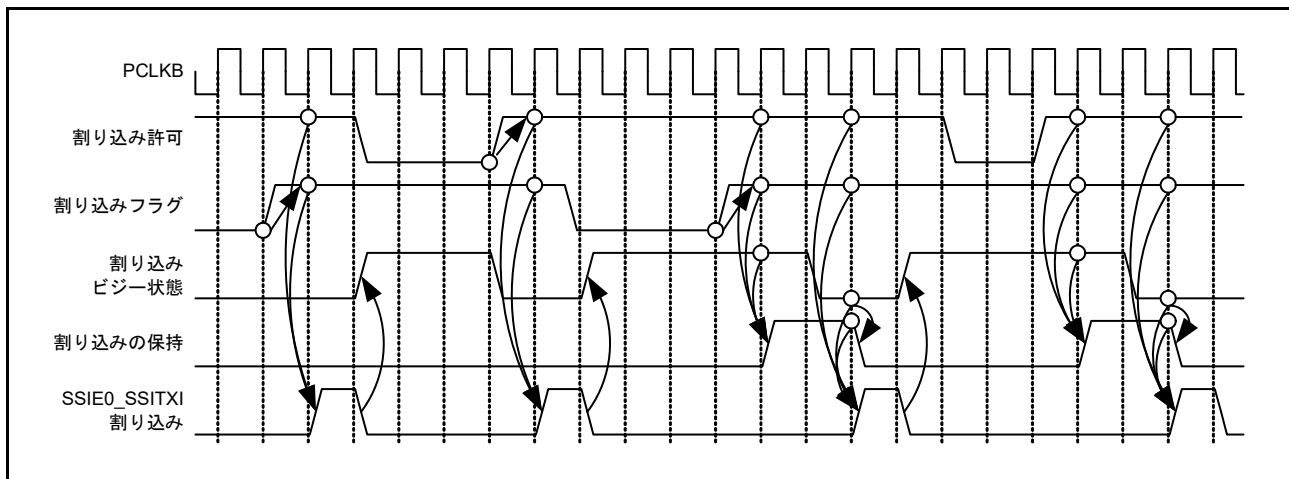 PCLKB
割り込み許可
割り込みフラグ
割り込み
ビジー状態
割り込みの保持
SSIE0_SSITXI
割り込み